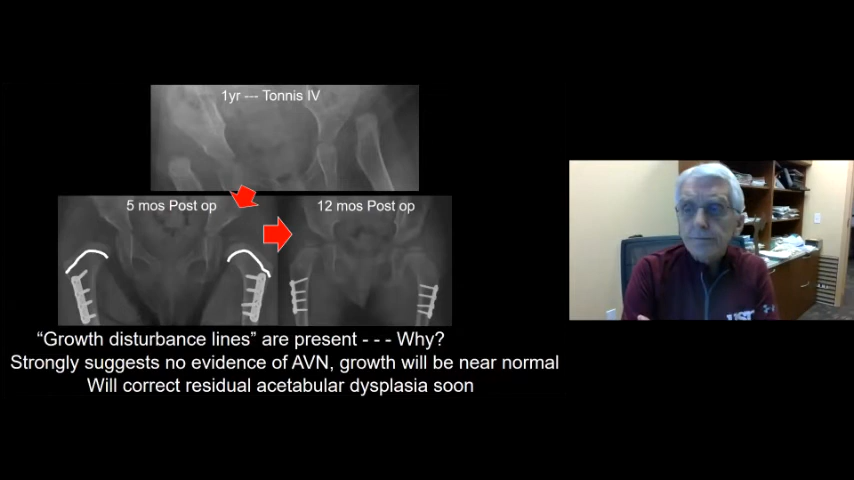 1yr --- Tonnis IV
5 mos Post op
12 mos Post op
“Growth disturbance lines” are present - - - Why?
Strongly suggests no evidence of AVN, growth will be near normal
Will correct residual acetabular dysplasia soon